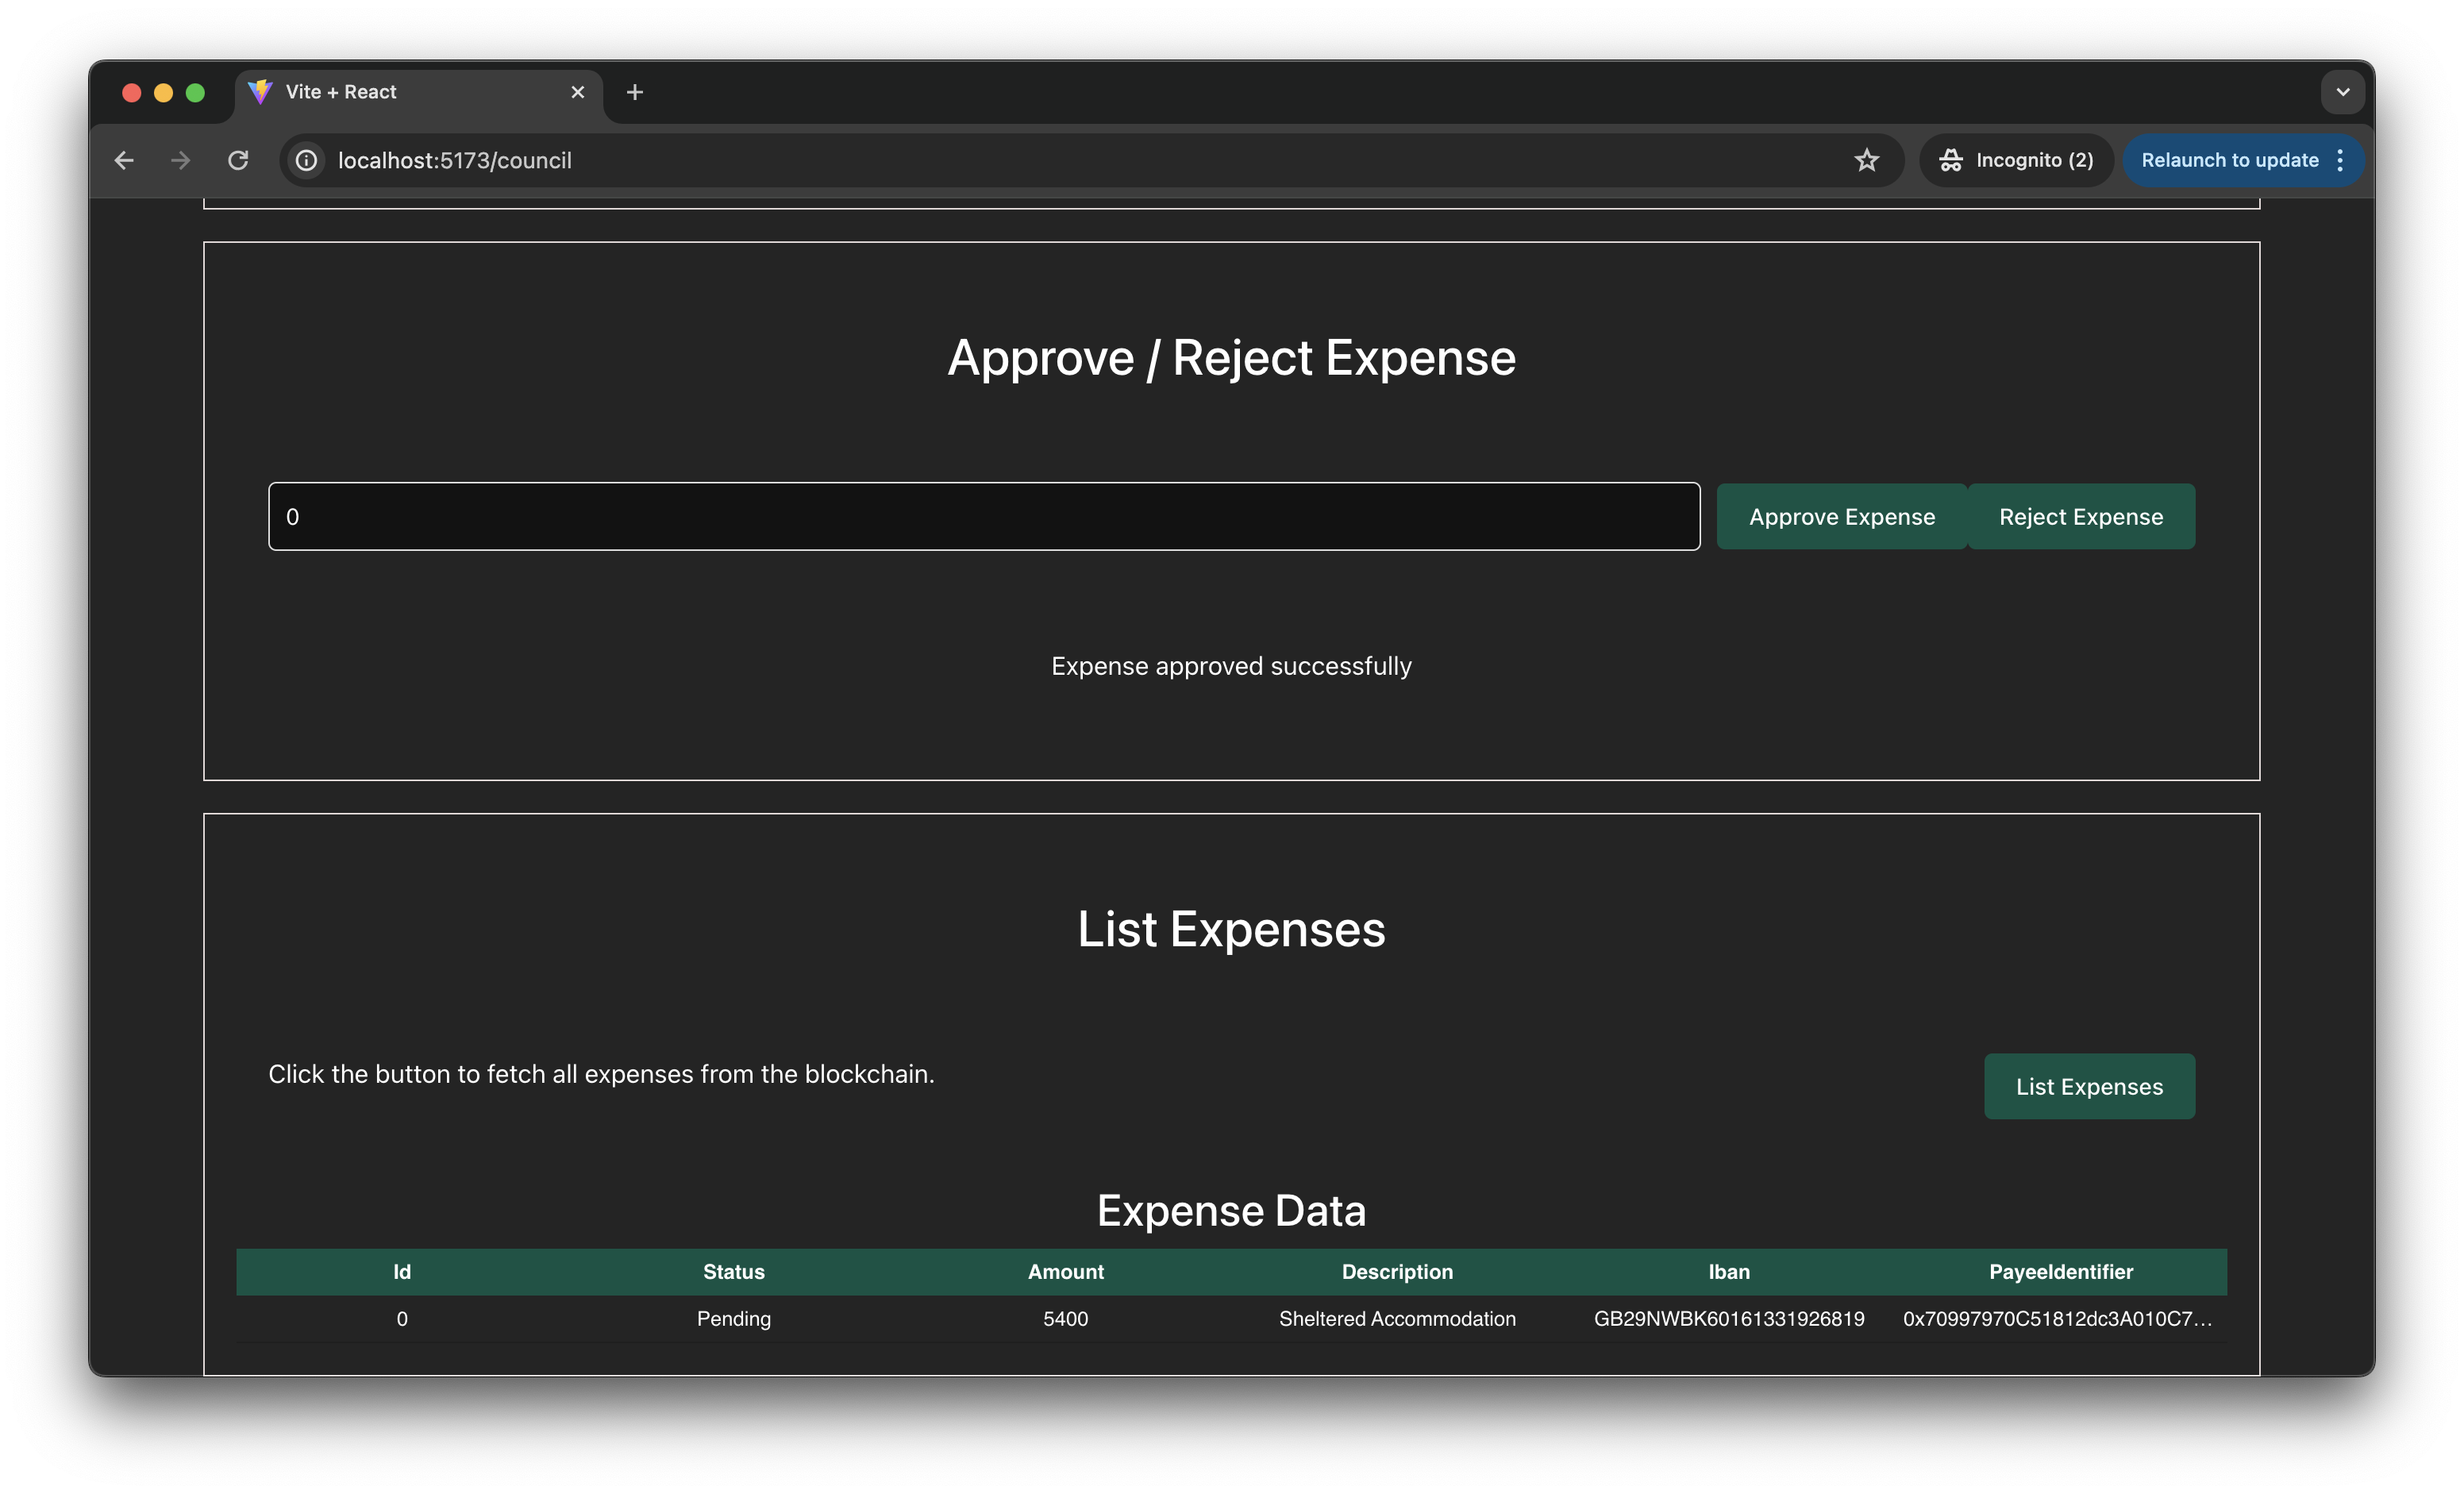 Vite + React
localhost:5173/council
Incognito (2)
Relaunch to update
Approve / Reject Expense
0
Approve Expense
Reject Expense
Expense approved successfully
List Expenses
Click the button to fetch all expenses from the blockchain.
List Expenses
Expense Data
Id Status Amount Description Iban PayeeIdentifier
0 Pending 5400 Sheltered Accommodation GB29NWBK60161331926819 0x70997970C51812dc3A010C7...